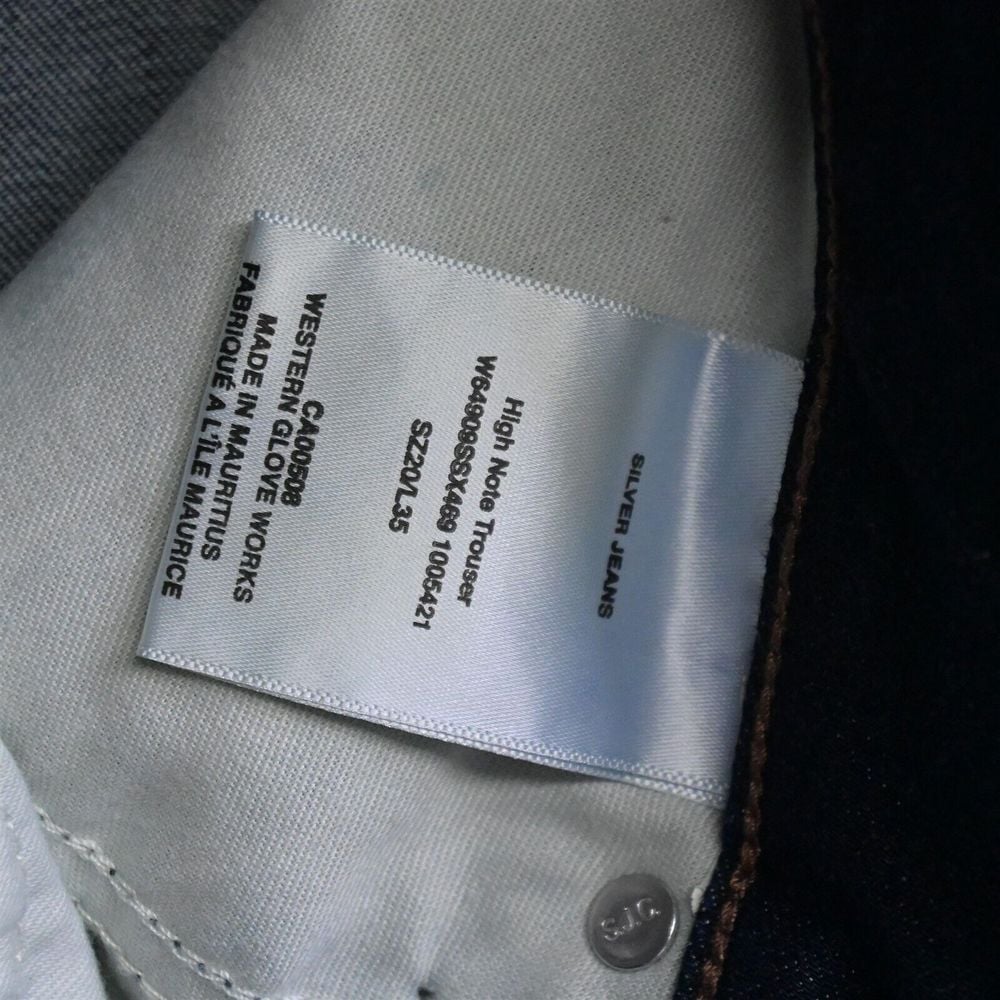 SILVER JEANS
High Note Trouser
W64909SSX469 1005421
SZ20/L35
CA00508
WESTERN GLOVE WORKS
MADE IN MAURITIUS
FABRIQUÉ A L'ÎLE MAURICE